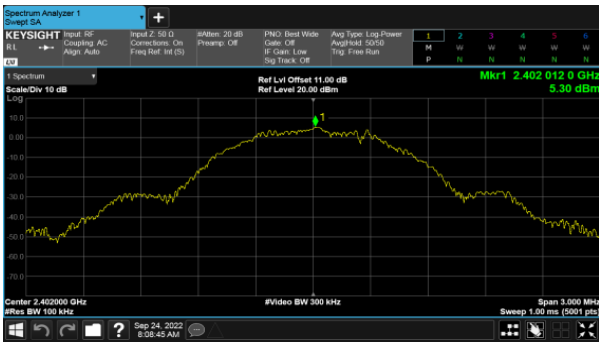 Spectrum Analyzer 1
Swept SA
+
KEYSIGHT
RL
Input: RF
Coupling: AC
Align: Auto
Input Z: 50 Ω
Corrections: On
Freq Ref: Int (S)
#Atten: 20 dB
Preamp: Off
PNO: Best Wide
Gate: Off
IF Gain: Low
Sig Track: Off
Avg Type: Log-Power
Avg|Hold: 50/50
Trig: Free Run
1 2 3 4 5 6
M W W W W W
P N N N N N
LXI
1 Spectrum
Scale/Div 10 dB
Ref Lvl Offset 11.00 dB
Ref Level 20.00 dBm
Mkr1 2.402 012 0 GHz
5.30 dBm
Log
1
10.0
0.00
-10.0
-20.0
-30.0
-40.0
-50.0
-60.0
-70.0
Center 2.402000 GHz
#Res BW 100 kHz
#Video BW 300 kHz
Span 3.000 MHz
Sweep 1.00 ms (5001 pts)
?
Sep 24, 2022
8:08:45 AM